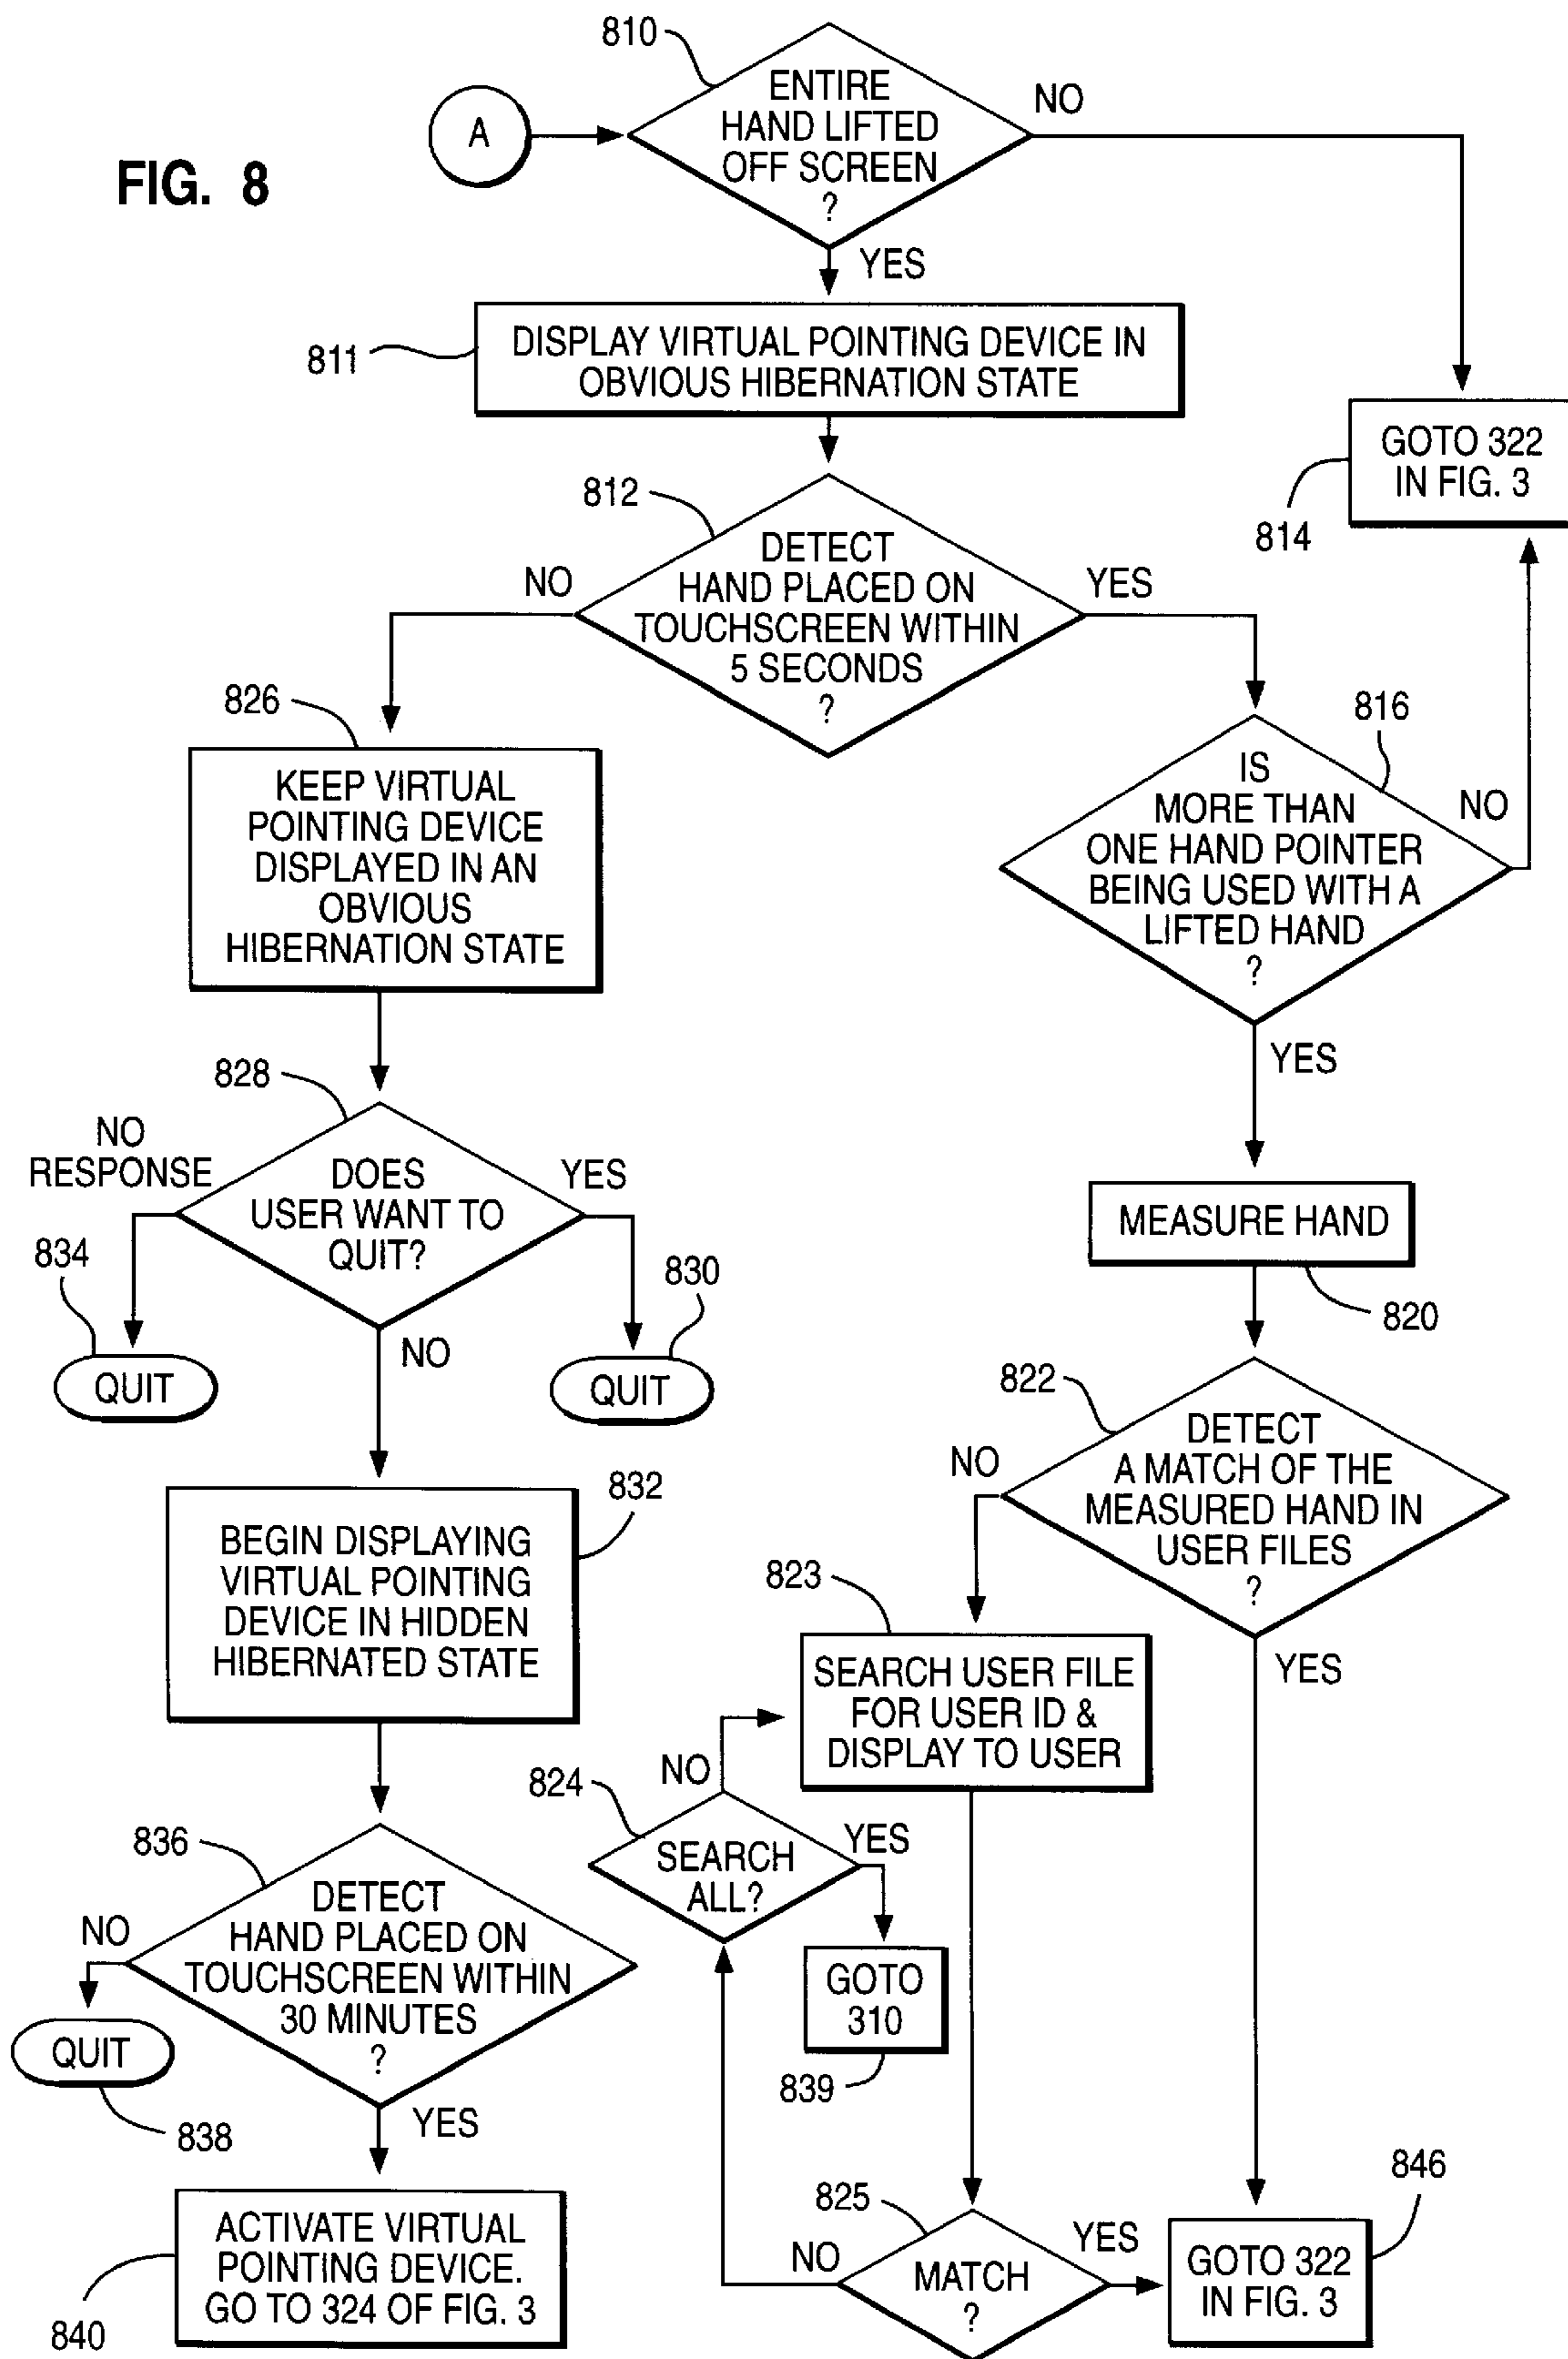 810
ENTIRE
HAND LIFTED
OFF SCREEN
?
NO
A
FIG. 8
YES
811
DISPLAY VIRTUAL POINTING DEVICE IN
OBVIOUS HIBERNATION STATE
GOTO 322
IN FIG. 3
814
812
DETECT
HAND PLACED ON
TOUCHSCREEN WITHIN
5 SECONDS
?
NO
YES
826
KEEP VIRTUAL
POINTING DEVICE
DISPLAYED IN AN
OBVIOUS
HIBERNATION STATE
816
IS
MORE THAN
ONE HAND POINTER
BEING USED WITH A
LIFTED HAND
?
NO
YES
828
NO
RESPONSE
DOES
USER WANT TO
QUIT?
YES
834
QUIT
NO
830
QUIT
MEASURE HAND
820
822
DETECT
A MATCH OF THE
MEASURED HAND IN
USER FILES
?
NO
YES
832
BEGIN DISPLAYING
VIRTUAL POINTING
DEVICE IN HIDDEN
HIBERNATED STATE
823
SEARCH USER FILE
FOR USER ID &
DISPLAY TO USER
824
NO
SEARCH
ALL?
YES
GOTO
310
839
836
DETECT
HAND PLACED ON
TOUCHSCREEN WITHIN
30 MINUTES
?
NO
QUIT
838
YES
ACTIVATE VIRTUAL
POINTING DEVICE.
GO TO 324 OF FIG. 3
840
825
NO
MATCH
?
YES
846
GOTO 322
IN FIG. 3